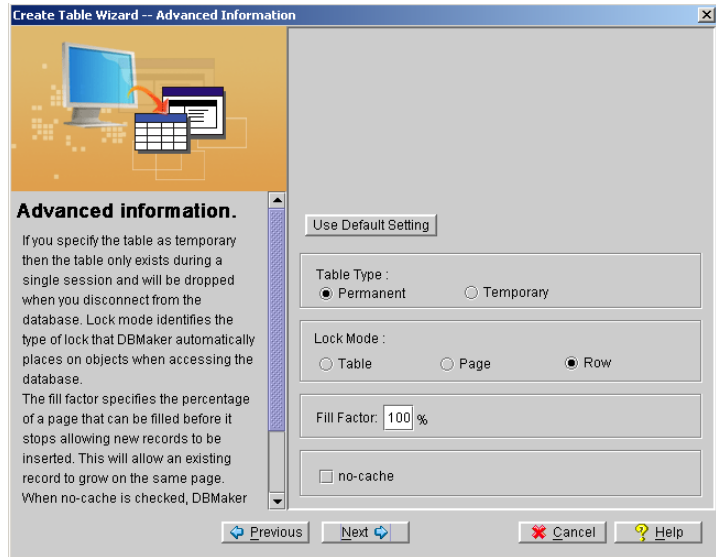 Create Table Wizard -- Advanced Information
Advanced information.
If you specify the table as temporary
then the table only exists during a
single session and will be dropped
when you disconnect from the
database. Lock mode identifies the
type of lock that DBMaker automatically
places on objects when accessing the
database.
The fill factor specifies the percentage
of a page that can be filled before it
stops allowing new records to be
inserted. This will allow an existing
record to grow on the same page.
When no-cache is checked, DBMaker
Use Default Setting
Table Type :
Permanent Temporary
Lock Mode :
Table Page Row
Fill Factor: 100 %
no-cache
Previous Next Cancel Help